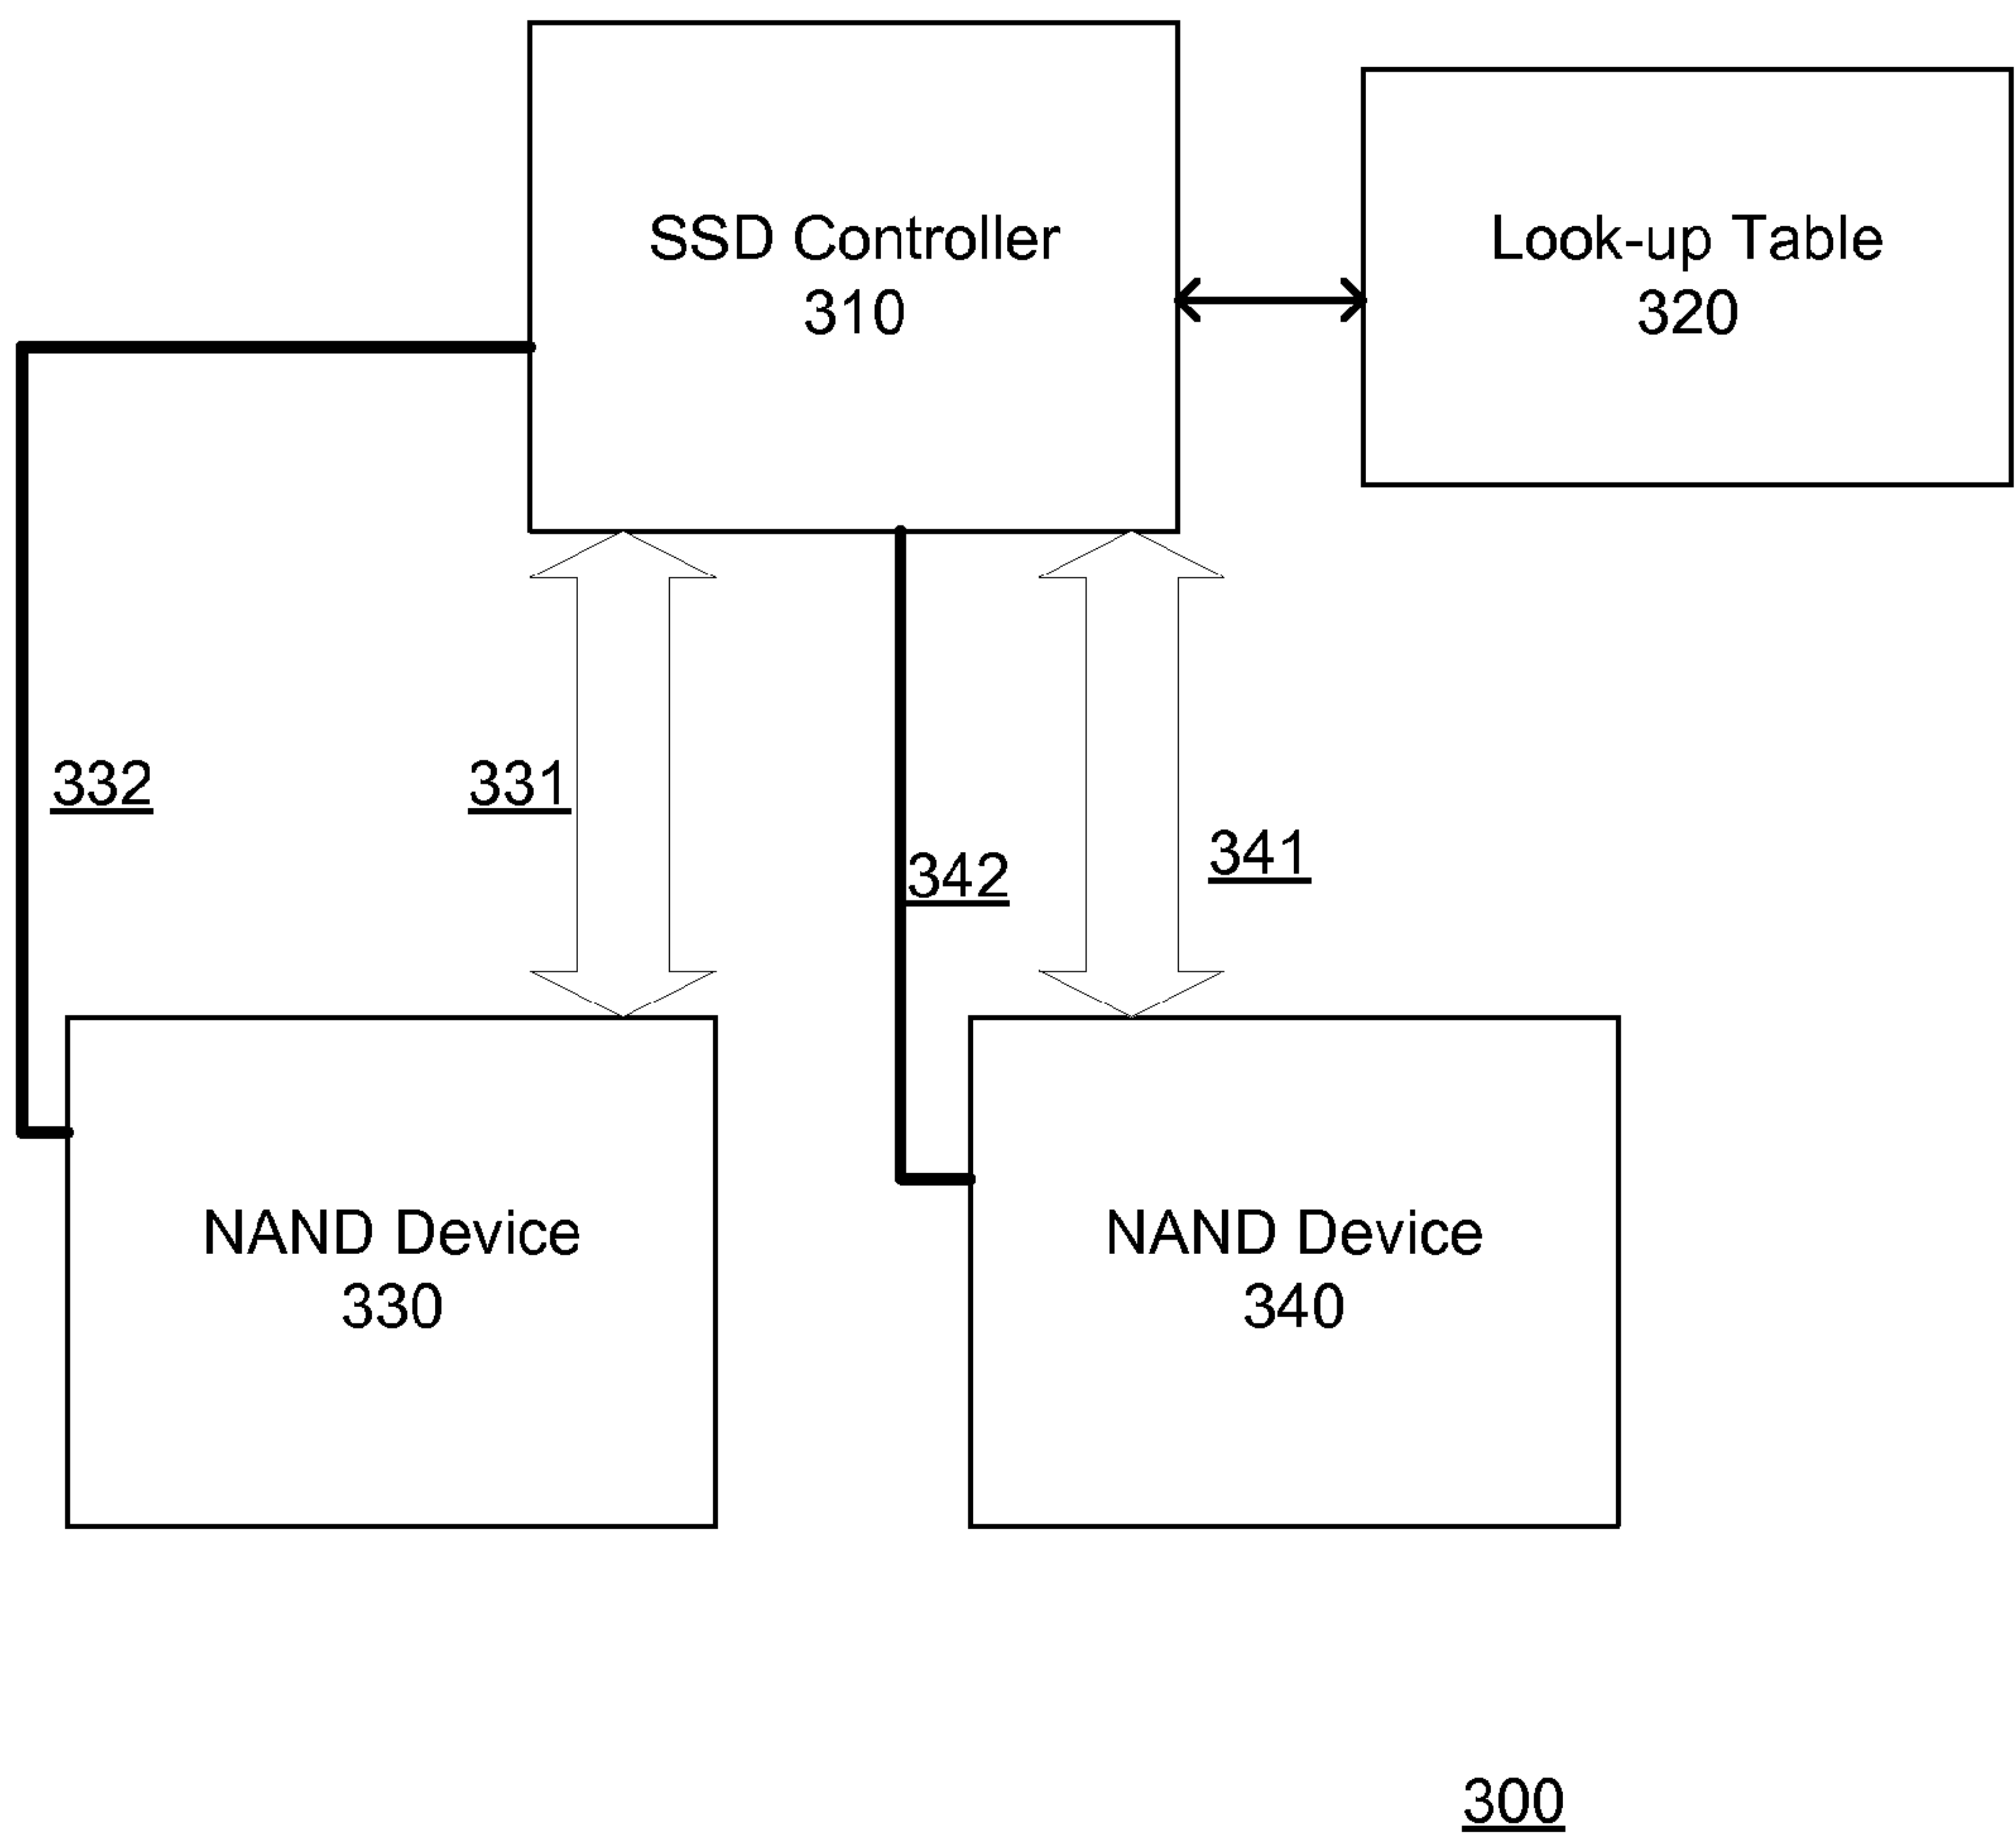 SSD Controller
310
Look-up Table
320
332
331
342
341
NAND Device
330
NAND Device
340
300